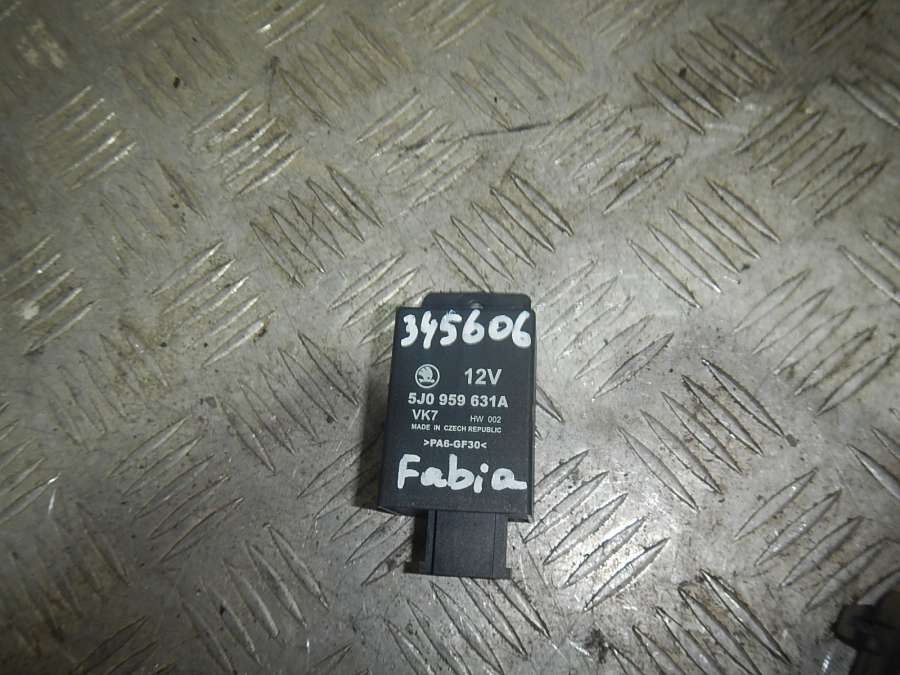 345606
12V
5J0 959 631A
VK7 HW 002
MADE IN CZECH REPUBLIC
>PA6-GF30<
Fabia